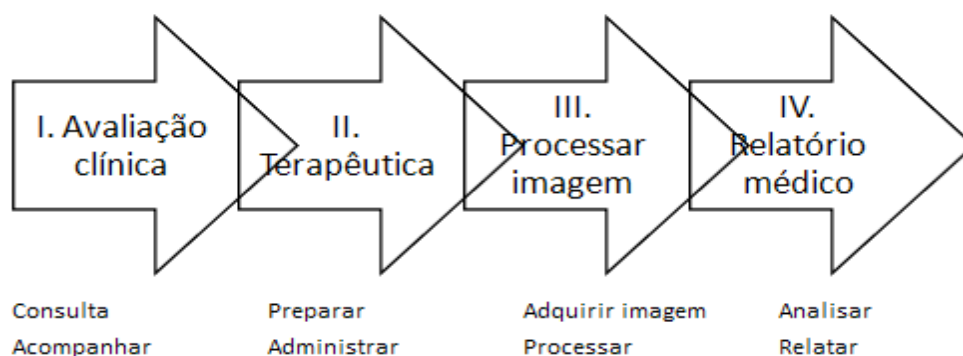 I. Avaliação
clínica
II.
Terapêutica
III.
Processar
imagem
IV.
Relatório
médico
Consulta
Acompanhar
Preparar
Administrar
Adquirir imagem
Processar
Analisar
Relatar